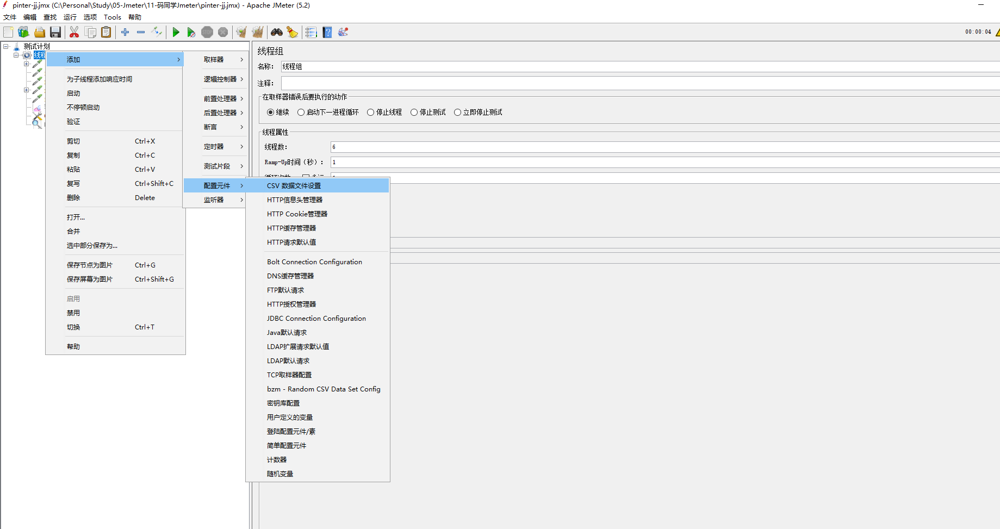 pinter-jj.jmx (C:\Personal\Study\05-Jmeter\11-码同学Jmeter\pinter-jj.jmx) - Apache JMeter (5.2)
文件 编辑 查找 运行 选项 Tools 帮助
STOP
00:00:04
测试计划
线程
添加
为子线程添加响应时间
启动
不停顿启动
验证
剪切 Ctrl+X
复制 Ctrl+C
粘贴 Ctrl+V
复写 Ctrl+Shift+C
删除 Delete
打开...
合并
选中部分保存为...
保存节点为图片 Ctrl+G
保存屏幕为图片 Ctrl+Shift+G
启用
禁用
切换 Ctrl+T
帮助
取样器
逻辑控制器
前置处理器
后置处理器
断言
定时器
测试片段
配置元件
监听器
CSV 数据文件设置
HTTP信息头管理器
HTTP Cookie管理器
HTTP缓存管理器
HTTP请求默认值
Bolt Connection Configuration
DNS缓存管理器
FTP默认请求
HTTP授权管理器
JDBC Connection Configuration
Java默认请求
LDAP扩展请求默认值
LDAP默认请求
TCP取样器配置
bzm - Random CSV Data Set Config
密钥库配置
用户定义的变量
登陆配置元件/素
简单配置元件
计数器
随机变量
线程组
名称： 线程组
注释：
在取样器错误后要执行的动作
继续 启动下一进程循环 停止线程 停止测试 立即停止测试
线程属性
线程数： 6
Ramp-Up时间（秒）： 1